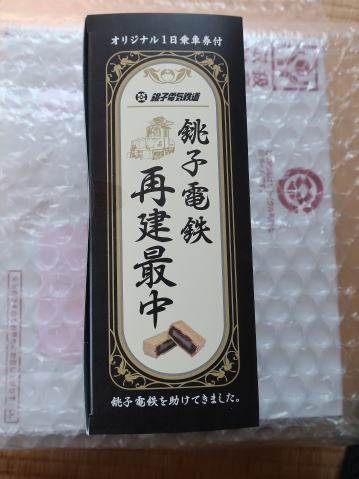 オリジナル1日乗車券付
銚子電気鉄道
銚子電鉄
再建最中
銚子電鉄を助けてきました。